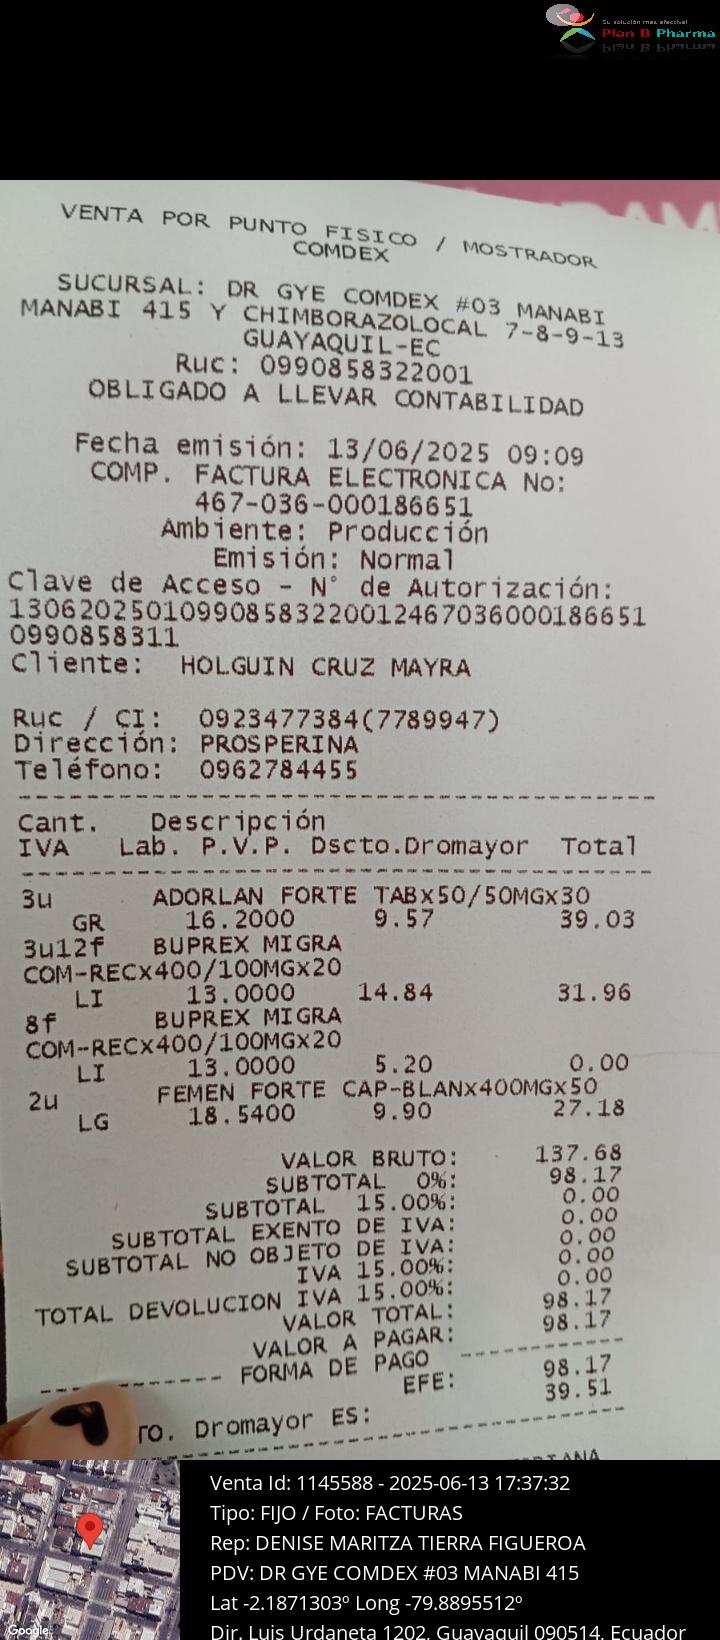 Su solución más efectiva!
Plan B Pharma
VENTA POR PUNTO FISICO / MOSTRADOR
COMDEX
SUCURSAL: DR GYE COMDEX #03 MANABI
MANABI 415 Y CHIMBORAZOLOCAL 7-8-9-13
GUAYAQUIL-EC
Ruc: 0990858322001
OBLIGADO A LLEVAR CONTABILIDAD
Fecha emisión: 13/06/2025 09:09
COMP. FACTURA ELECTRONICA No:
467-036-000186651
Ambiente: Producción
Emisión: Normal
Clave de Acceso - N° de Autorización:
130620250109908583220012467036000186651
0990858311
Cliente: HOLGUIN CRUZ MAYRA
Ruc / CI: 0923477384(7789947)
Dirección: PROSPERINA
Teléfono: 0962784455
Cant. Descripción
IVA Lab. P.V.P. Dscto.Dromayor Total
3u ADORLAN FORTE TABx50/50MGx30
GR 16.2000 9.57 39.03
3u12f BUPREX MIGRA
COM-RECx400/100MGx20
LI 13.0000 14.84 31.96
8f BUPREX MIGRA
COM-RECx400/100MGx20
LI 13.0000 5.20 0.00
2u FEMEN FORTE CAP-BLANx400MGx50
LG 18.5400 9.90 27.18
VALOR BRUTO: 137.68
SUBTOTAL 0%: 98.17
SUBTOTAL 15.00%: 0.00
SUBTOTAL EXENTO DE IVA: 0.00
SUBTOTAL NO OBJETO DE IVA: 0.00
IVA 15.00%: 0.00
TOTAL DEVOLUCION IVA 15.00%: 0.00
VALOR TOTAL: 98.17
VALOR A PAGAR: 98.17
FORMA DE PAGO
EFE: 98.17
TO. Dromayor ES: 39.51
Venta Id: 1145588 - 2025-06-13 17:37:32
Tipo: FIJO / Foto: FACTURAS
Rep: DENISE MARITZA TIERRA FIGUEROA
PDV: DR GYE COMDEX #03 MANABI 415
Lat -2.1871303º Long -79.8895512º
Dir. Luis Urdaneta 1202, Guayaquil 090514, Ecuador
Google